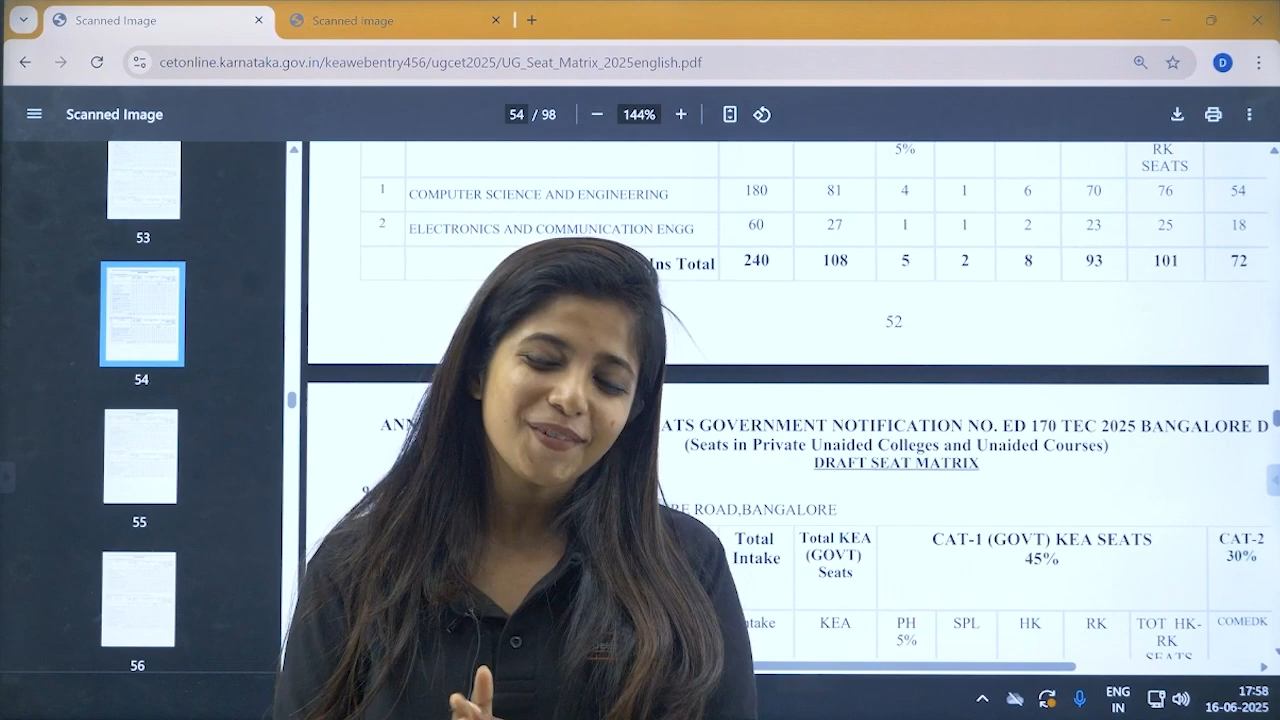 Scanned Image
Scanned Image
cetonline.karnataka.gov.in/keawebentry456/ugcet2025/UG_Seat_Matrix_2025english.pdf
D
Scanned Image
54 / 98
144%
53
54
55
56
5% RK
SEATS
1 COMPUTER SCIENCE AND ENGINEERING 180 81 4 1 6 70 76 54
2 ELECTRONICS AND COMMUNICATION ENGG 60 27 1 1 2 23 25 18
Ins Total 240 108 5 2 8 93 101 72
52
ATS GOVERNMENT NOTIFICATION NO. ED 170 TEC 2025 BANGALORE D
(Seats in Private Unaided Colleges and Unaided Courses)
DRAFT SEAT MATRIX
RE ROAD,BANGALORE
Total Total KEA CAT-1 (GOVT) KEA SEATS CAT-2
Intake (GOVT) 45% 30%
Seats
ntake KEA PH SPL HK RK TOT HK- COMEDK
5% RK
SEATS
ENG 17:58
IN 16-06-2025